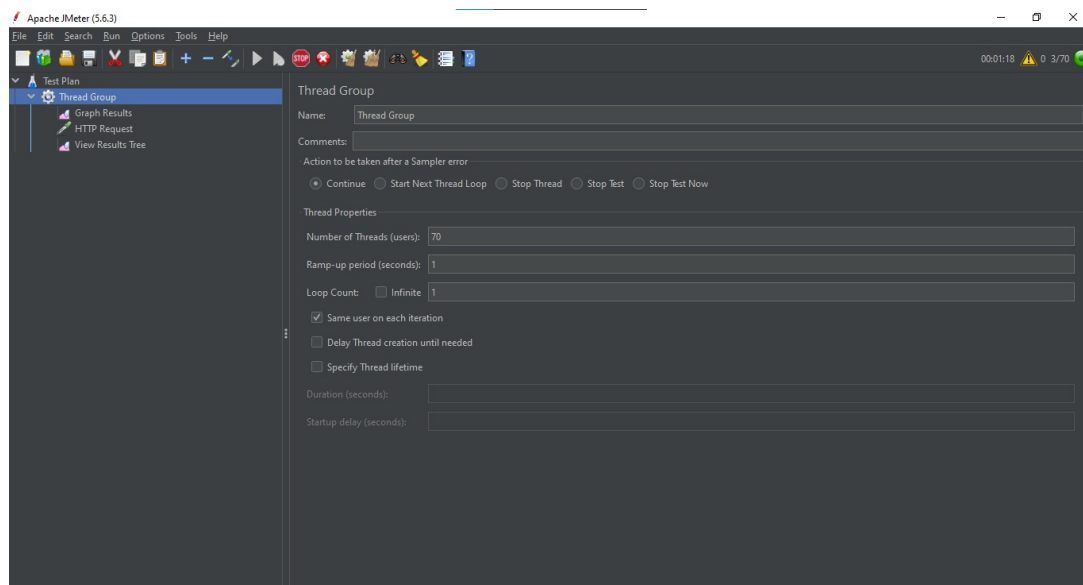 Apache JMeter (5.6.3)
File Edit Search Run Options Tools Help
STOP
?
00:01:18 0 3/70
Test Plan
Thread Group
Graph Results
HTTP Request
View Results Tree
Thread Group
Name: Thread Group
Comments:
Action to be taken after a Sampler error
Continue Start Next Thread Loop Stop Thread Stop Test Stop Test Now
Thread Properties
Number of Threads (users): 70
Ramp-up period (seconds): 1
Loop Count: Infinite 1
Same user on each iteration
Delay Thread creation until needed
Specify Thread lifetime
Duration (seconds):
Startup delay (seconds):